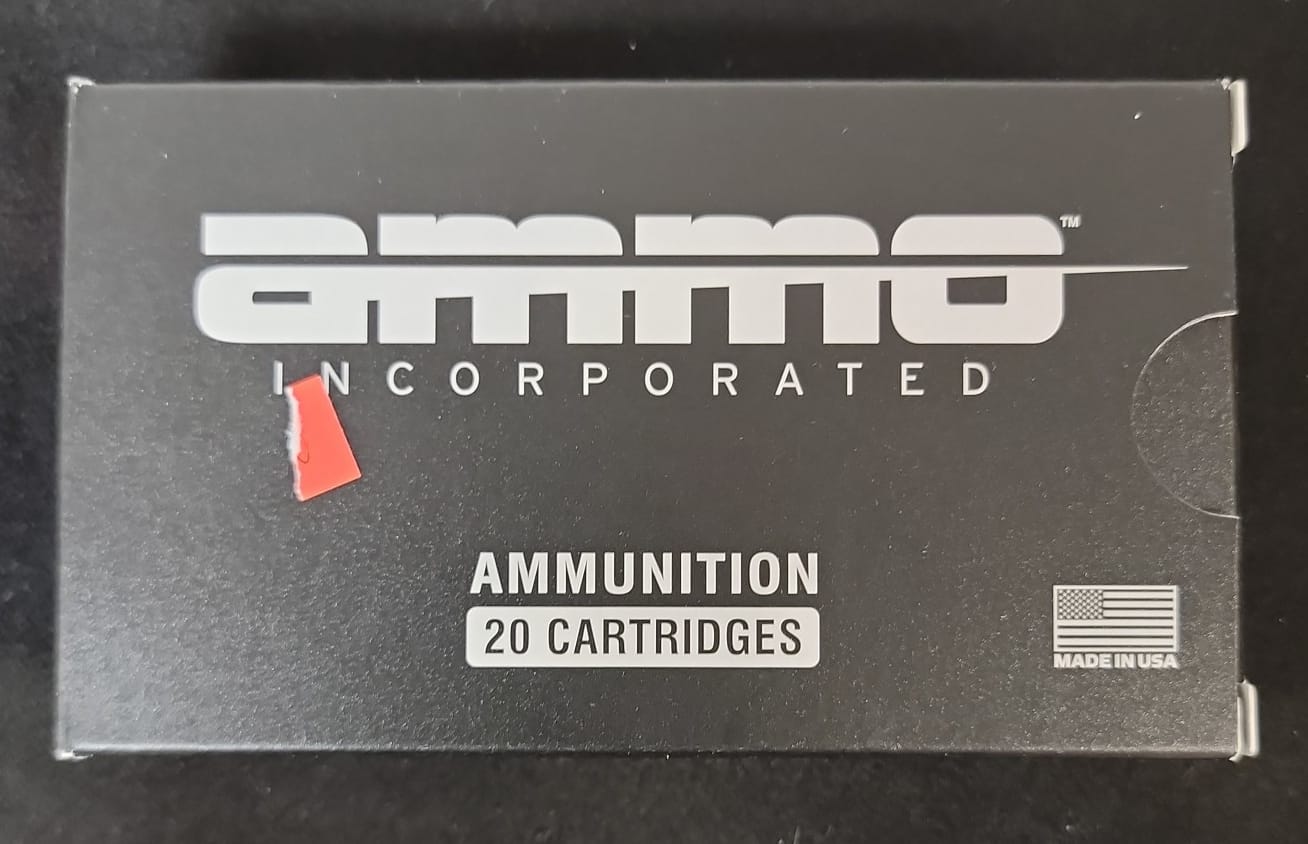 ammo™
INCORPORATED
AMMUNITION
20 CARTRIDGES
MADE IN USA